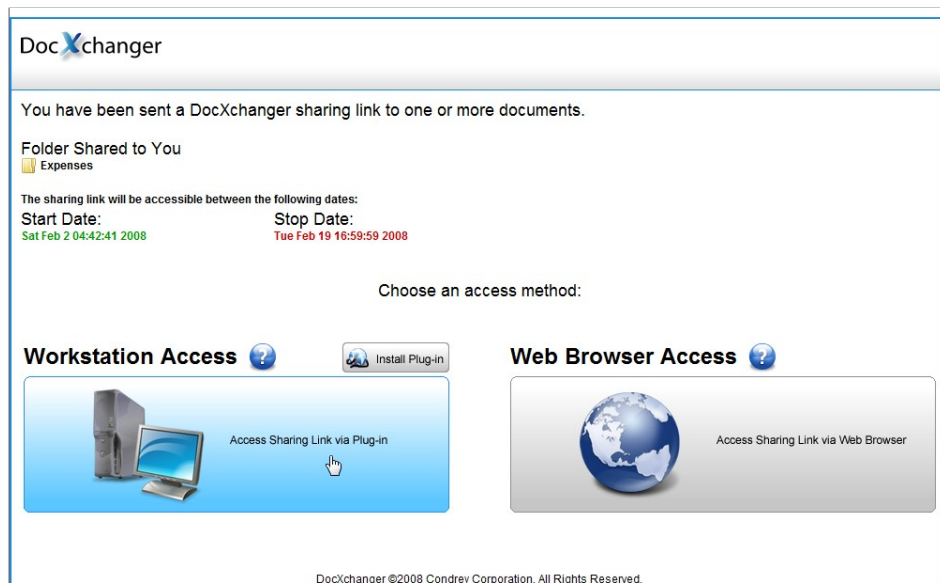 DocXchanger
You have been sent a DocXchanger sharing link to one or more documents.
Folder Shared to You
Expenses
The sharing link will be accessible between the following dates:
Start Date: Stop Date:
Sat Feb 2 04:42:41 2008 Tue Feb 19 16:59:59 2008
Choose an access method:
Workstation Access ? Install Plug-in Web Browser Access ?
Access Sharing Link via Plug-in Access Sharing Link via Web Browser
DocXchanger ©2008 Condrey Corporation. All Rights Reserved.